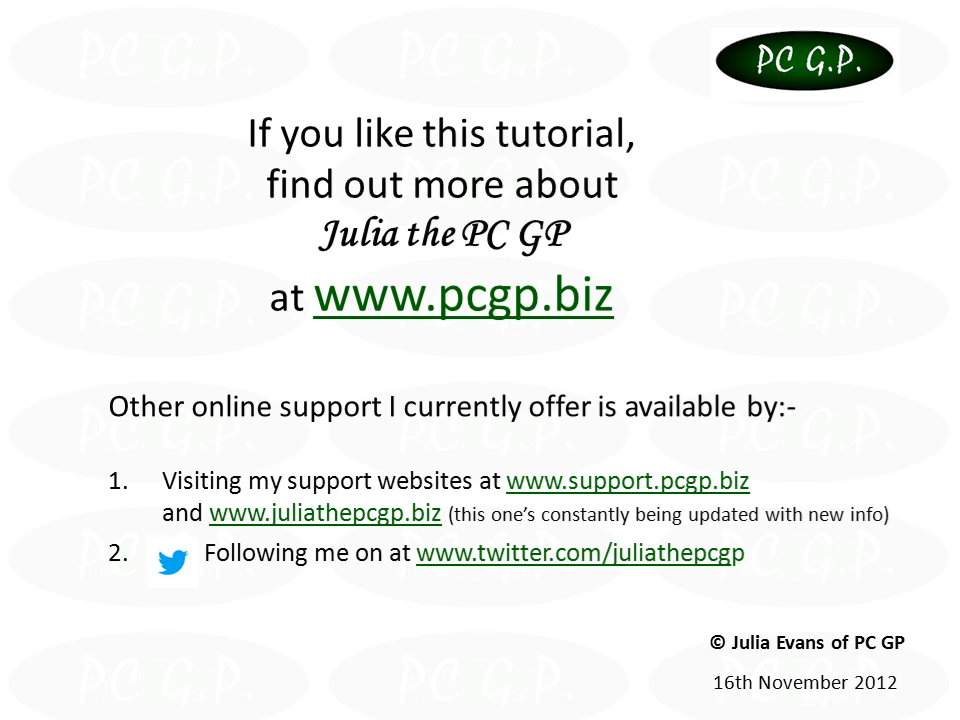 PC G.P.
If you like this tutorial,
find out more about
Julia the PC GP
at www.pcgp.biz
Other online support I currently offer is available by:-
1. Visiting my support websites at www.support.pcgp.biz
and www.juliathepcgp.biz (this one’s constantly being updated with new info)
2. Following me on at www.twitter.com/juliathepcgp
© Julia Evans of PC GP
16th November 2012